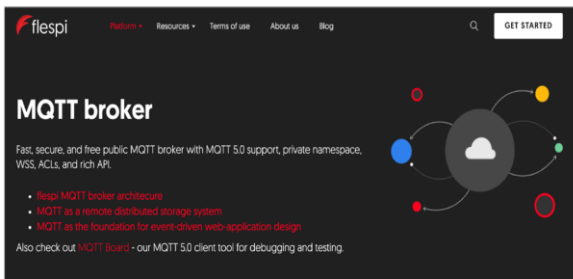 flespi
Platform Resources Terms of use About us Blog GET STARTED
MQTT broker
Fast, secure, and free public MQTT broker with MQTT 5.0 support, private namespace,
WSS, ACLs, and rich API.
flespi MQTT broker architecure
MQTT as a remote distributed storage system
MQTT as the foundation for event-driven web-application design
Also check out MQTT Board - our MQTT 5.0 client tool for debugging and testing.